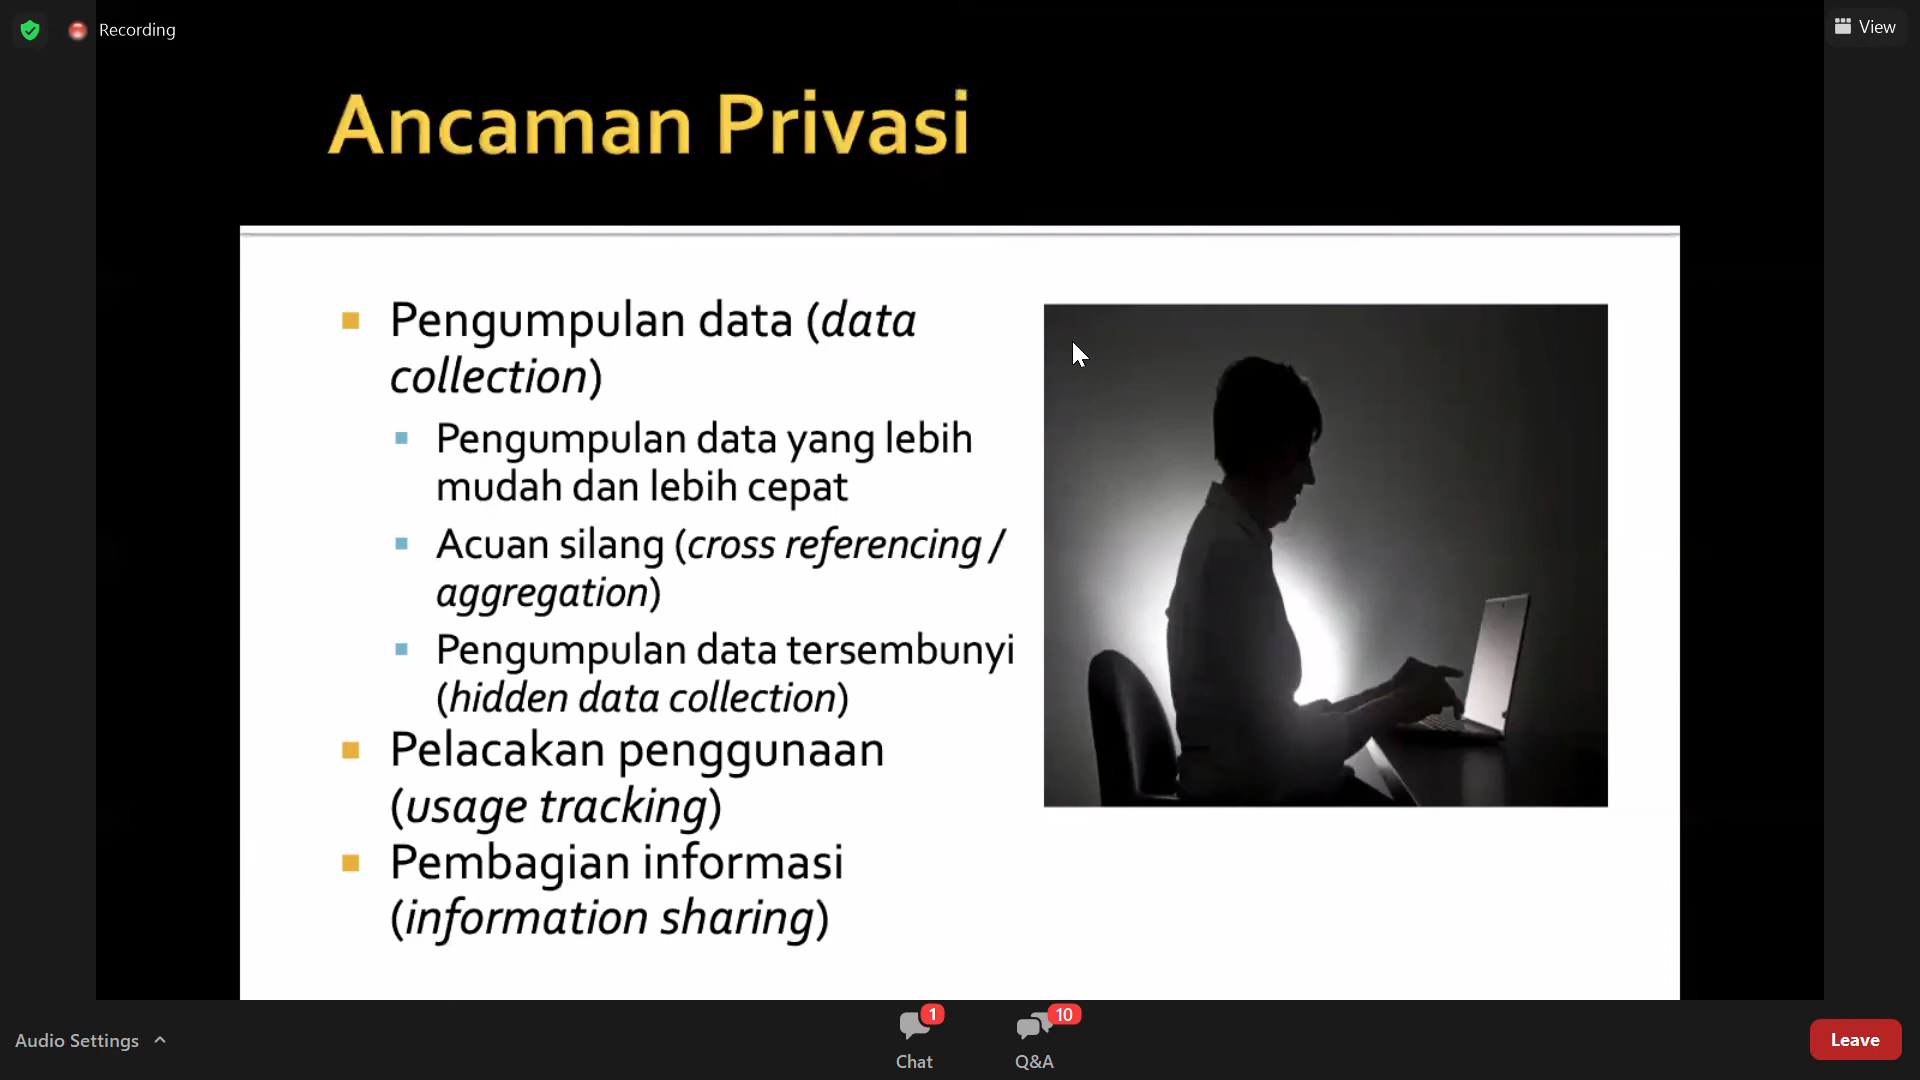 Recording
View
Ancaman Privasi
Pengumpulan data (data
collection)
Pengumpulan data yang lebih
mudah dan lebih cepat
Acuan silang (cross referencing /
aggregation)
Pengumpulan data tersembunyi
(hidden data collection)
Pelacakan penggunaan
(usage tracking)
Pembagian informasi
(information sharing)
Audio Settings
1
Chat
10
Q&A
Leave